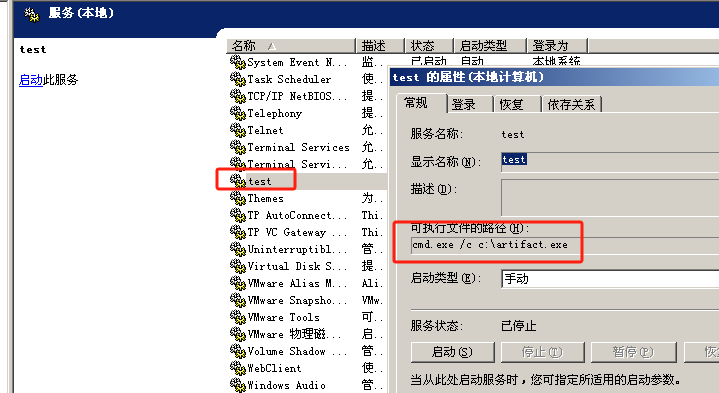 服务(本地)
test
启动此服务
名称 描述 状态 启动类型 登录为
System Event N... 监... 已启动 自动 本地系统
Task Scheduler 使...
TCP/IP NetBIOS... 提...
Telephony 提...
Telnet 允...
Terminal Services 允...
Terminal Servi... 允...
test
Themes 为...
TP AutoConnect... Thi...
TP VC Gateway ... Thi...
Uninterruptibl... 管...
Virtual Disk S... 提...
VMware Alias M... Ali...
VMware Snapsho... VMw...
VMware Tools 可...
VMware 物理磁... 启...
Volume Shadow ... 管...
WebClient 使...
Windows Audio 管...
test 的属性(本地计算机)
常规 登录 恢复 依存关系
服务名称: test
显示名称(N): test
描述(D):
可执行文件的路径(H):
cmd.exe /c c:\artifact.exe
启动类型(E): 手动
服务状态: 已停止
启动(S) 停止(T) 暂停(P) 恢
当从此处启动服务时,您可指定所适用的启动参数。